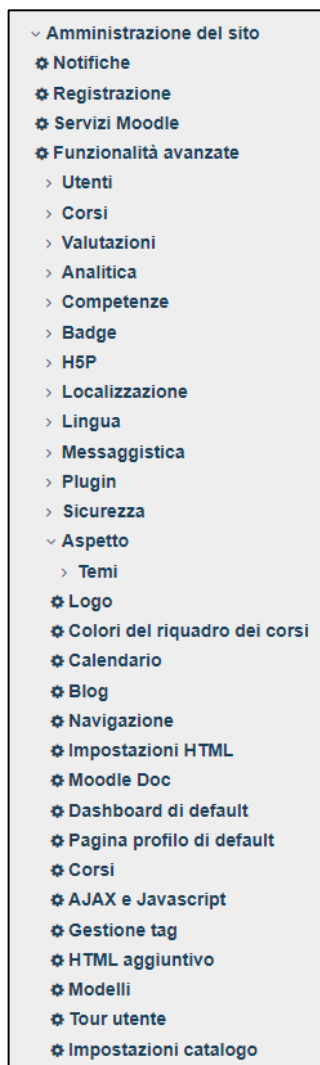 Amministrazione del sito
Notifiche
Registrazione
Servizi Moodle
Funzionalità avanzate
Utenti
Corsi
Valutazioni
Analitica
Competenze
Badge
H5P
Localizzazione
Lingua
Messaggistica
Plugin
Sicurezza
Aspetto
Temi
Logo
Colori del riquadro dei corsi
Calendario
Blog
Navigazione
Impostazioni HTML
Moodle Doc
Dashboard di default
Pagina profilo di default
Corsi
AJAX e Javascript
Gestione tag
HTML aggiuntivo
Modelli
Tour utente
Impostazioni catalogo